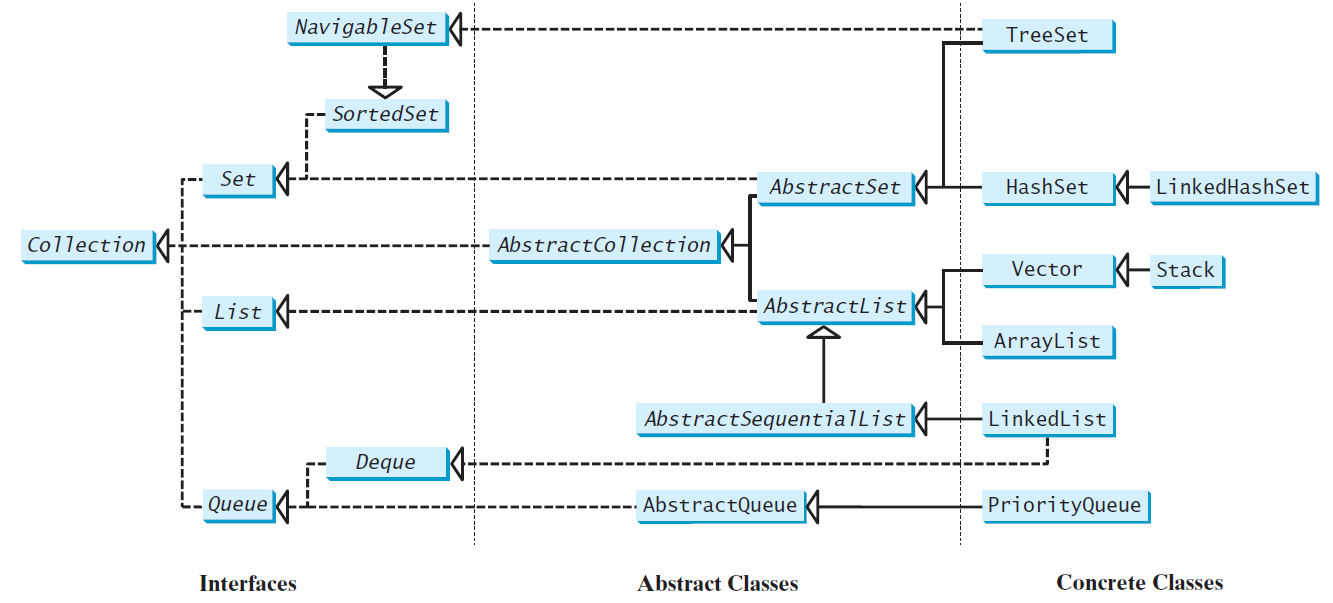 NavigableSet
TreeSet
SortedSet
Set
AbstractSet
HashSet
LinkedHashSet
Collection
AbstractCollection
Vector
Stack
List
AbstractList
ArrayList
AbstractSequentialList
LinkedList
Deque
Queue
AbstractQueue
PriorityQueue
Interfaces
Abstract Classes
Concrete Classes